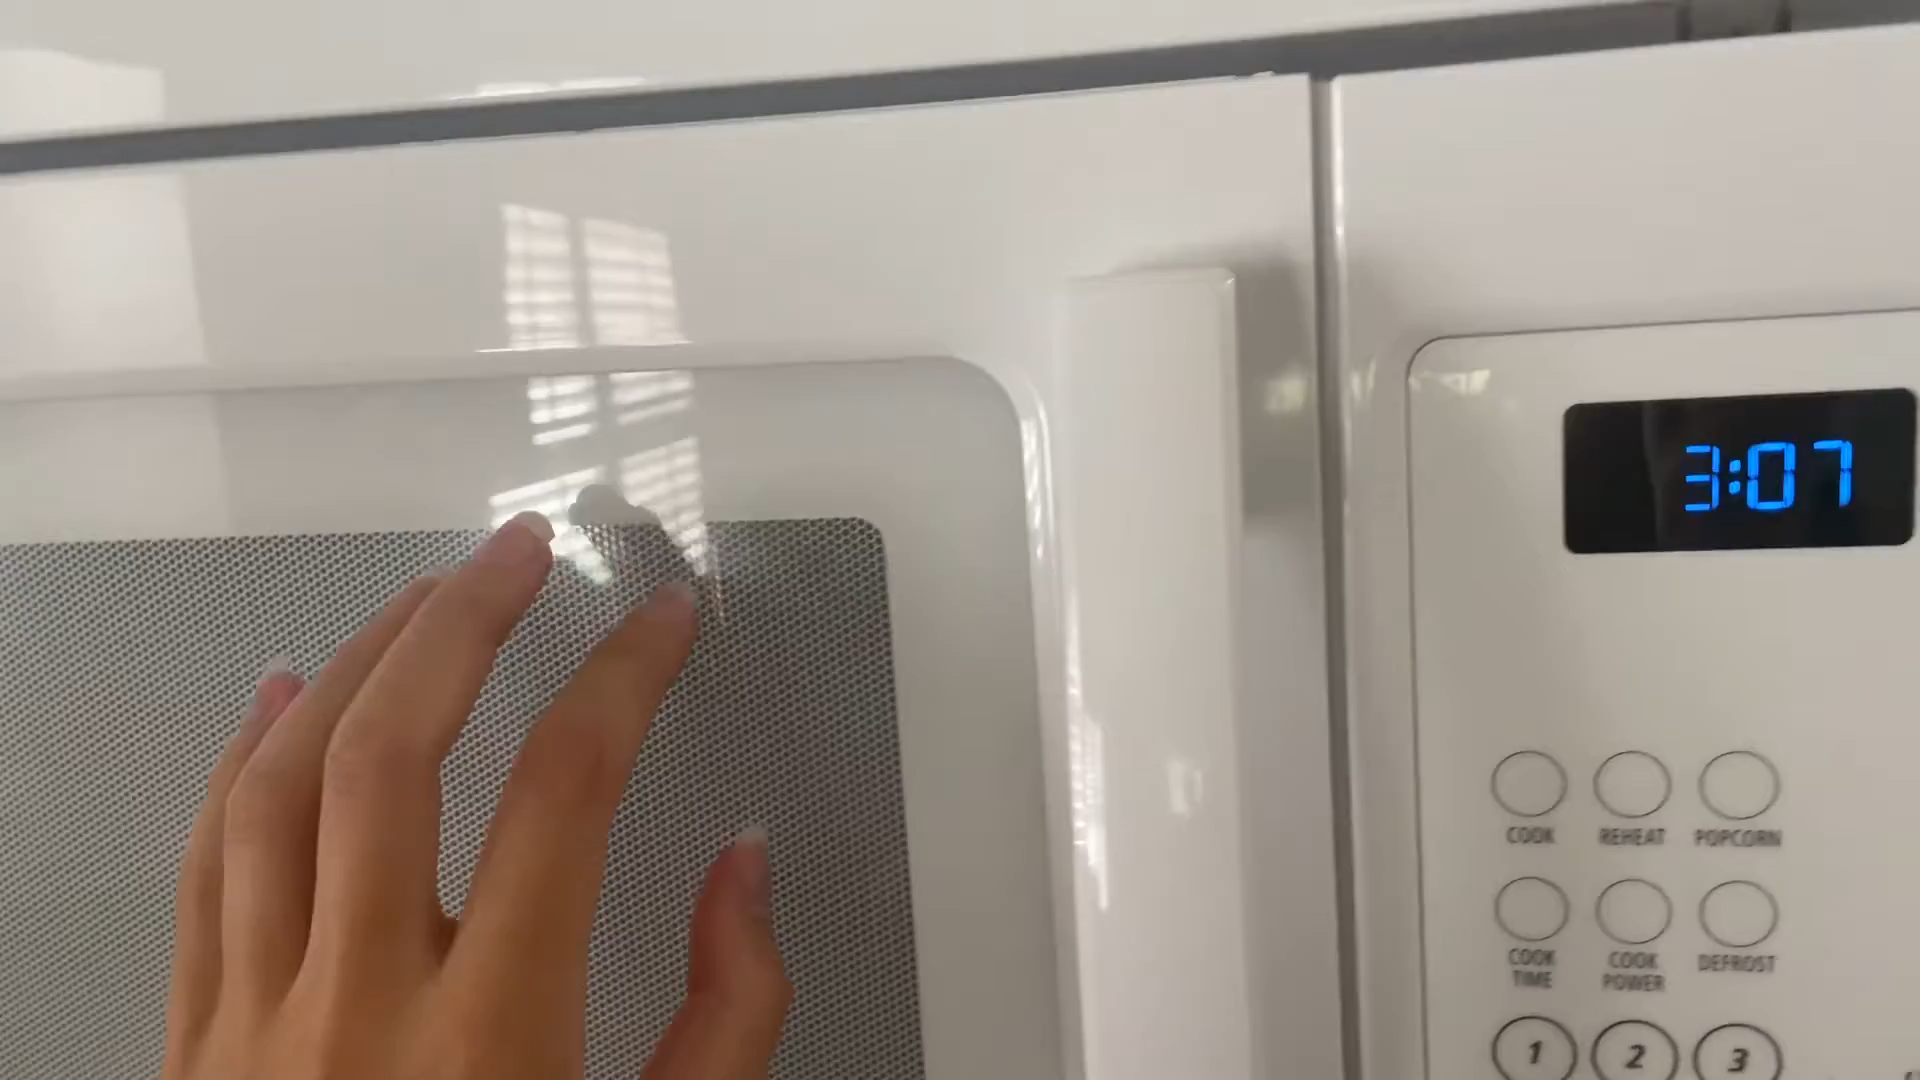 3:07
COOK REHEAT POPCORN
COOK TIME COOK POWER DEFROST
1 2 3